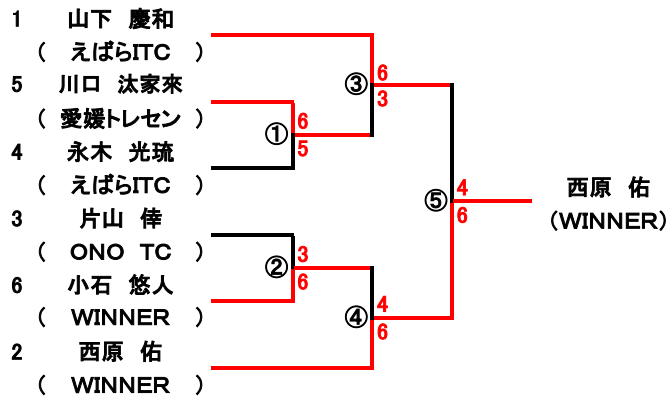 1 山下 慶和
( えばらITC )
5 川口 汰家來
( 愛媛トレセン )
4 永木 光琉
( えばらITC )
3 片山 倖
( ONO TC )
6 小石 悠人
( WINNER )
2 西原 佑
( WINNER )
① 6
5
② 3
6
③ 6
3
④ 4
6
⑤ 4
6
西原 佑
(WINNER)